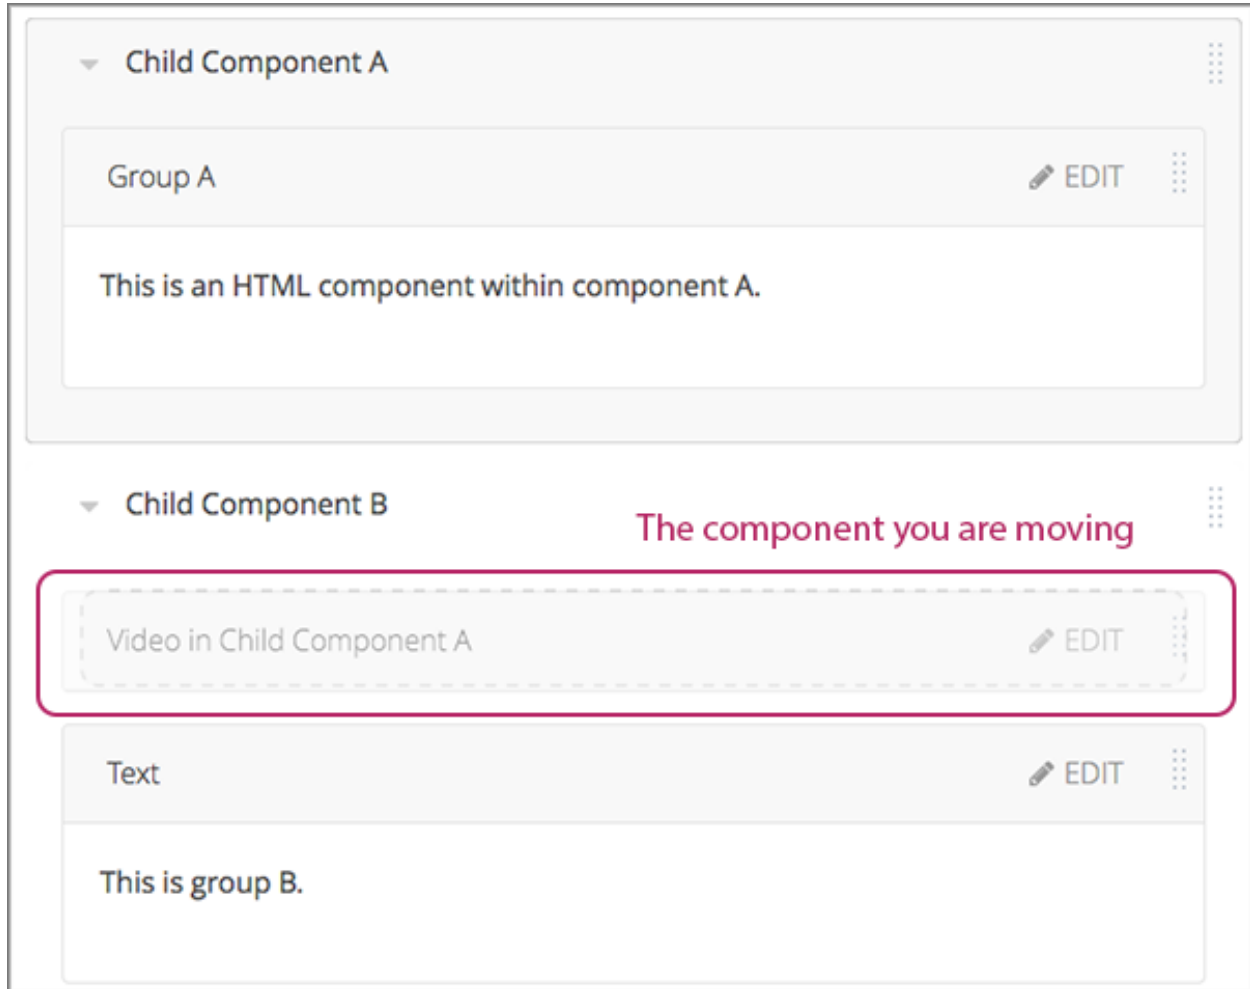 Child Component A
Group A EDIT
This is an HTML component within component A.
Child Component B
The component you are moving
Video in Child Component A EDIT
Text EDIT
This is group B.